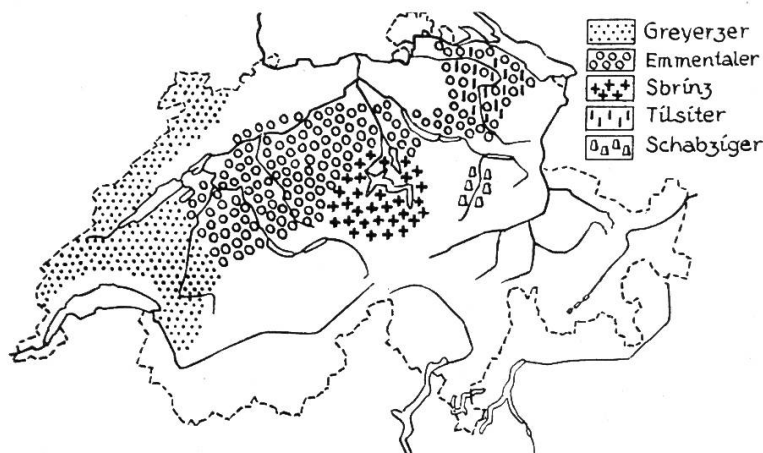 Greyerzer
Emmentaler
Sbrinz
Tilsiter
Schabziger